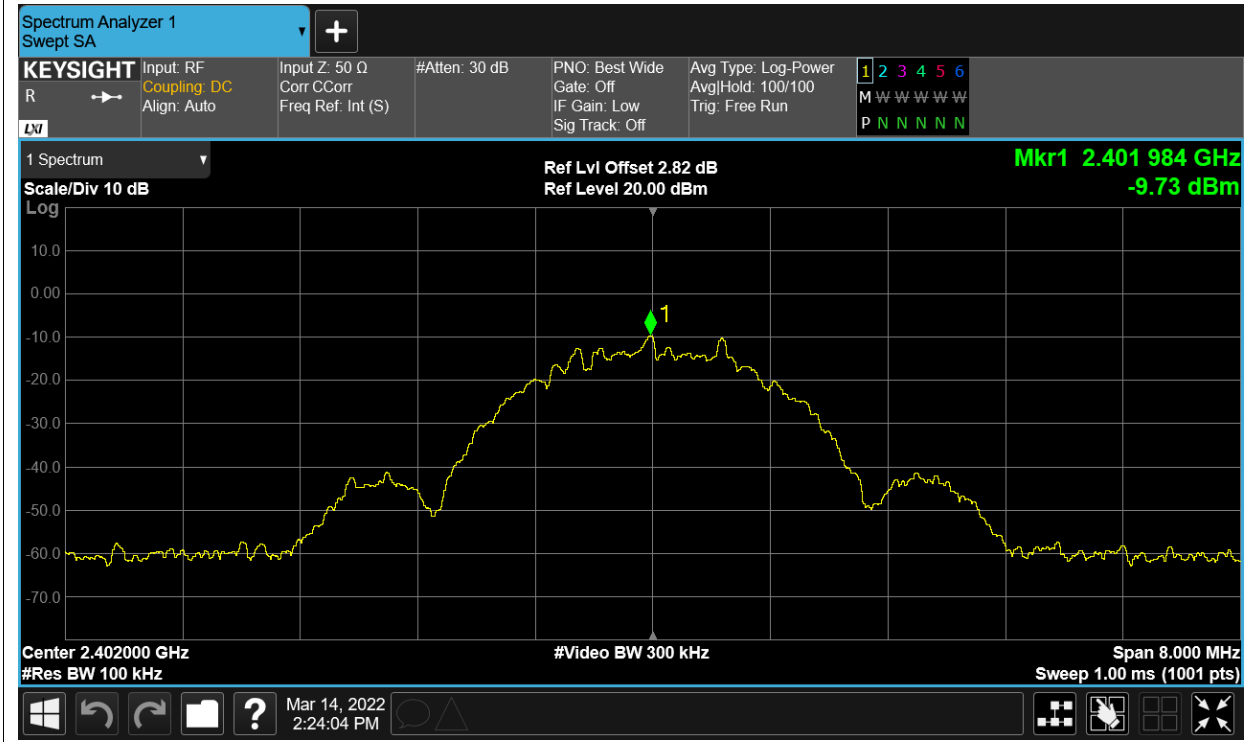 Spectrum Analyzer 1
Swept SA
KEYSIGHT
R
LXI
Input: RF
Coupling: DC
Align: Auto
Input Z: 50 Ω
Corr CCorr
Freq Ref: Int (S)
#Atten: 30 dB
PNO: Best Wide
Gate: Off
IF Gain: Low
Sig Track: Off
Avg Type: Log-Power
Avg|Hold: 100/100
Trig: Free Run
1 2 3 4 5 6
M W W W W W W
P N N N N N N
1 Spectrum
Scale/Div 10 dB
Log
Ref Lvl Offset 2.82 dB
Ref Level 20.00 dBm
Mkr1 2.401 984 GHz
-9.73 dBm
1
10.0
0.00
-10.0
-20.0
-30.0
-40.0
-50.0
-60.0
-70.0
Center 2.402000 GHz
#Res BW 100 kHz
#Video BW 300 kHz
Span 8.000 MHz
Sweep 1.00 ms (1001 pts)
?
Mar 14, 2022
2:24:04 PM